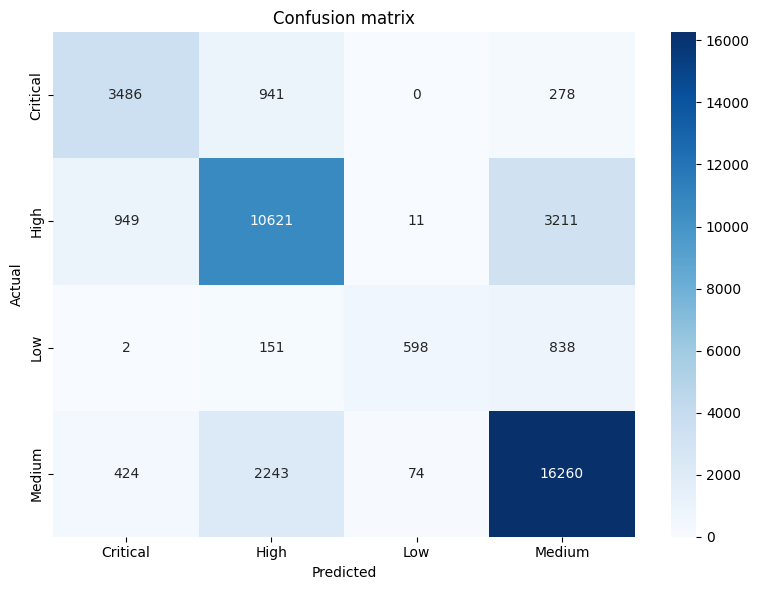 Confusion matrix
Critical 3486 941 0 278
High 949 10621 11 3211
Low 2 151 598 838
Medium 424 2243 74 16260
Critical High Low Medium
Predicted
Actual
16000
14000
12000
10000
8000
6000
4000
2000
0